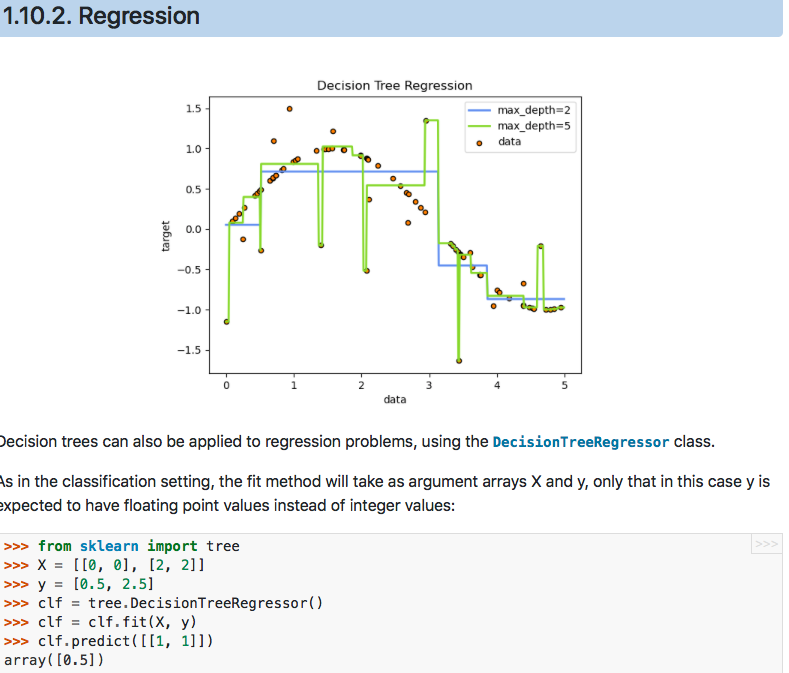 1.10.2. Regression
Decision Tree Regression
max_depth=2
max_depth=5
data
1.5
1.0
0.5
0.0
−0.5
−1.0
−1.5
target
0 1 2 3 4 5
data
Decision trees can also be applied to regression problems, using the DecisionTreeRegressor class.
As in the classification setting, the fit method will take as argument arrays X and y, only that in this case y is
expected to have floating point values instead of integer values:
>>>
>>> from sklearn import tree
>>> X = [[0, 0], [2, 2]]
>>> y = [0.5, 2.5]
>>> clf = tree.DecisionTreeRegressor()
>>> clf = clf.fit(X, y)
>>> clf.predict([[1, 1]])
array([0.5])